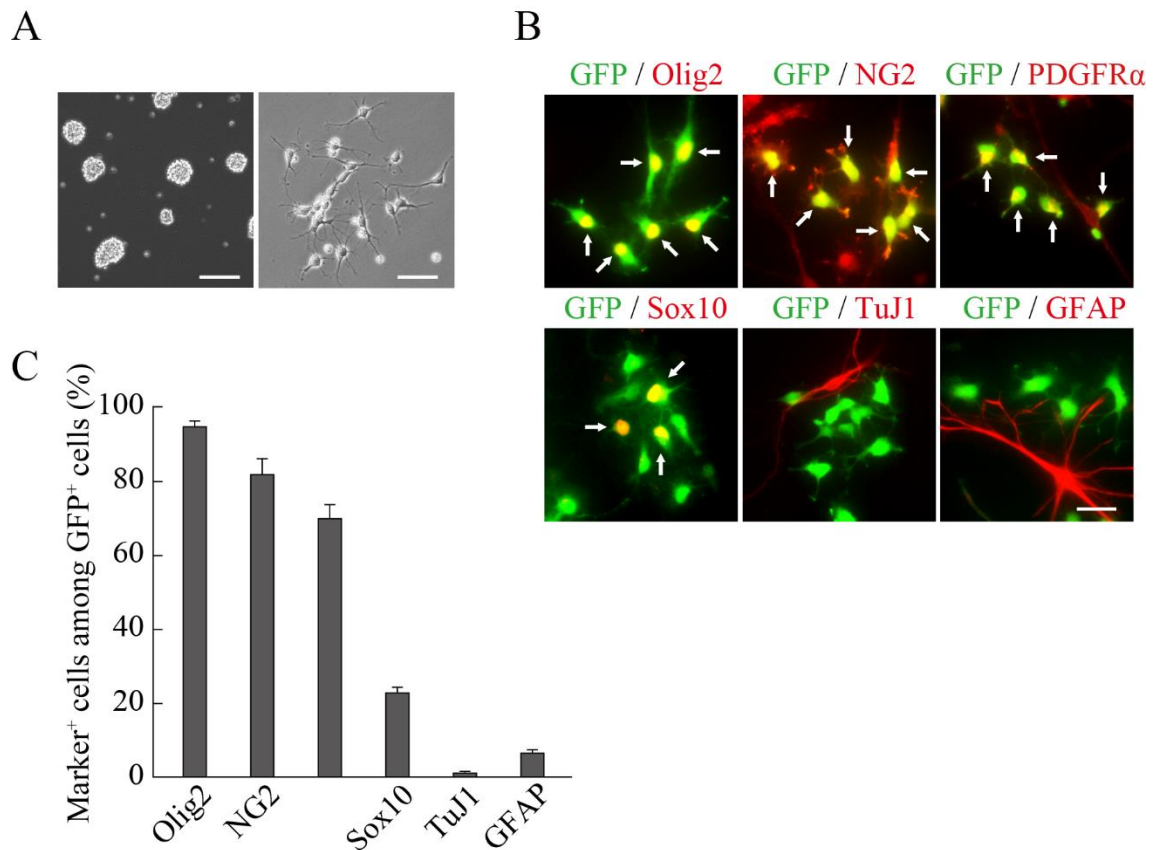 A
B
GFP / Olig2
GFP / NG2
GFP / PDGFRα
GFP / Sox10
GFP / TuJ1
GFP / GFAP
C
Marker⁺ cells among GFP⁺ cells (%)
100
80
60
40
20
0
Olig2
NG2
Sox10
TuJ1
GFAP